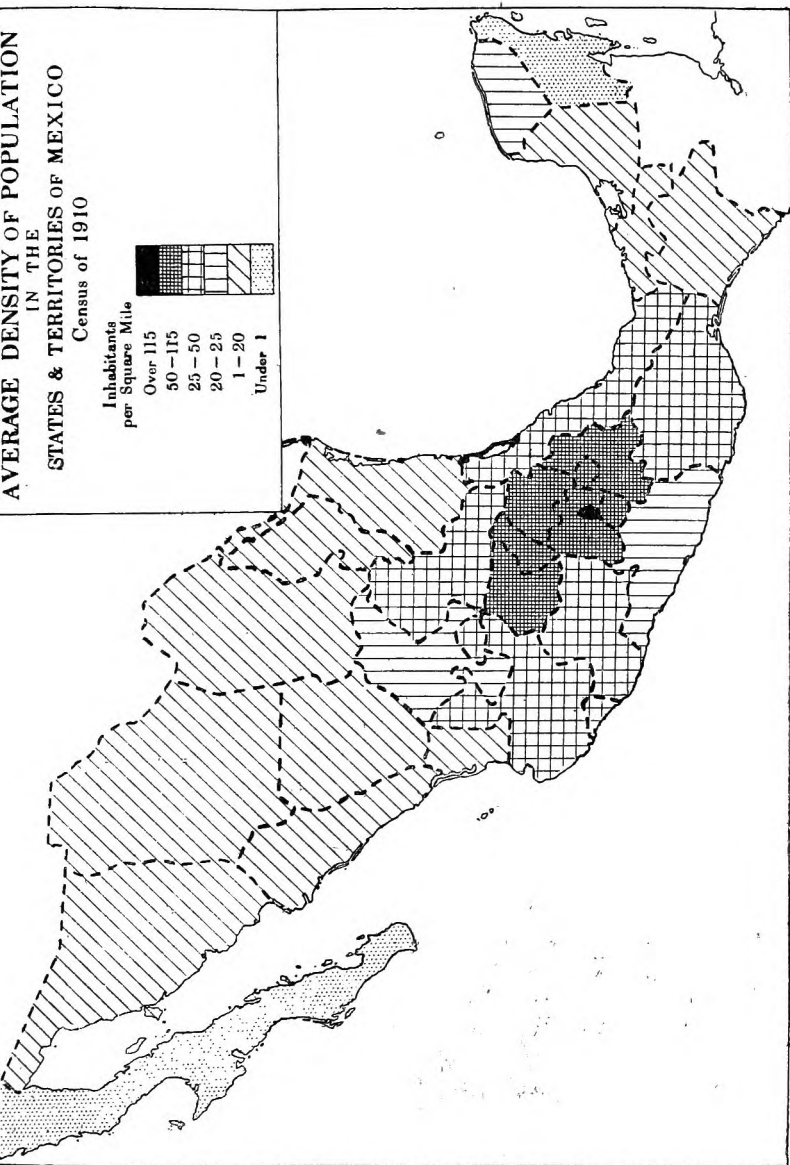 AVERAGE DENSITY OF POPULATION
IN THE
STATES & TERRITORIES OF MEXICO
Census of 1910
Inhabitants
per Square Mile
Over 115
50–115
25–50
20–25
1–20
Under 1